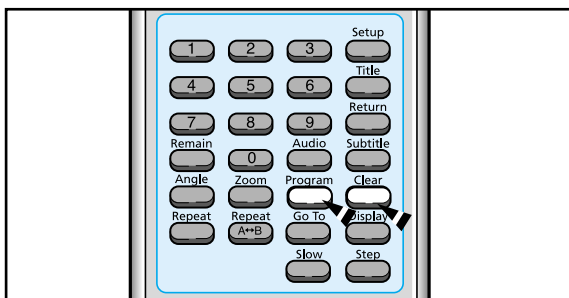 Setup
1 2 3
Title
4 5 6
Return
7 8 9
Remain Audio Subtitle
0
Angle Zoom Program Clear
Repeat Repeat Go To Display
A↔B
Slow Step